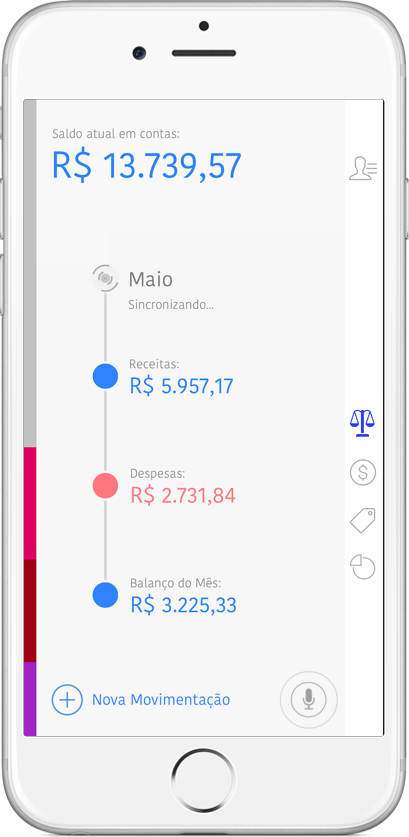 Saldo atual em contas:
R$ 13.739,57
Maio
Sincronizando...
Receitas:
R$ 5.957,17
Despesas:
R$ 2.731,84
Balanço do Mês:
R$ 3.225,33
Nova Movimentação